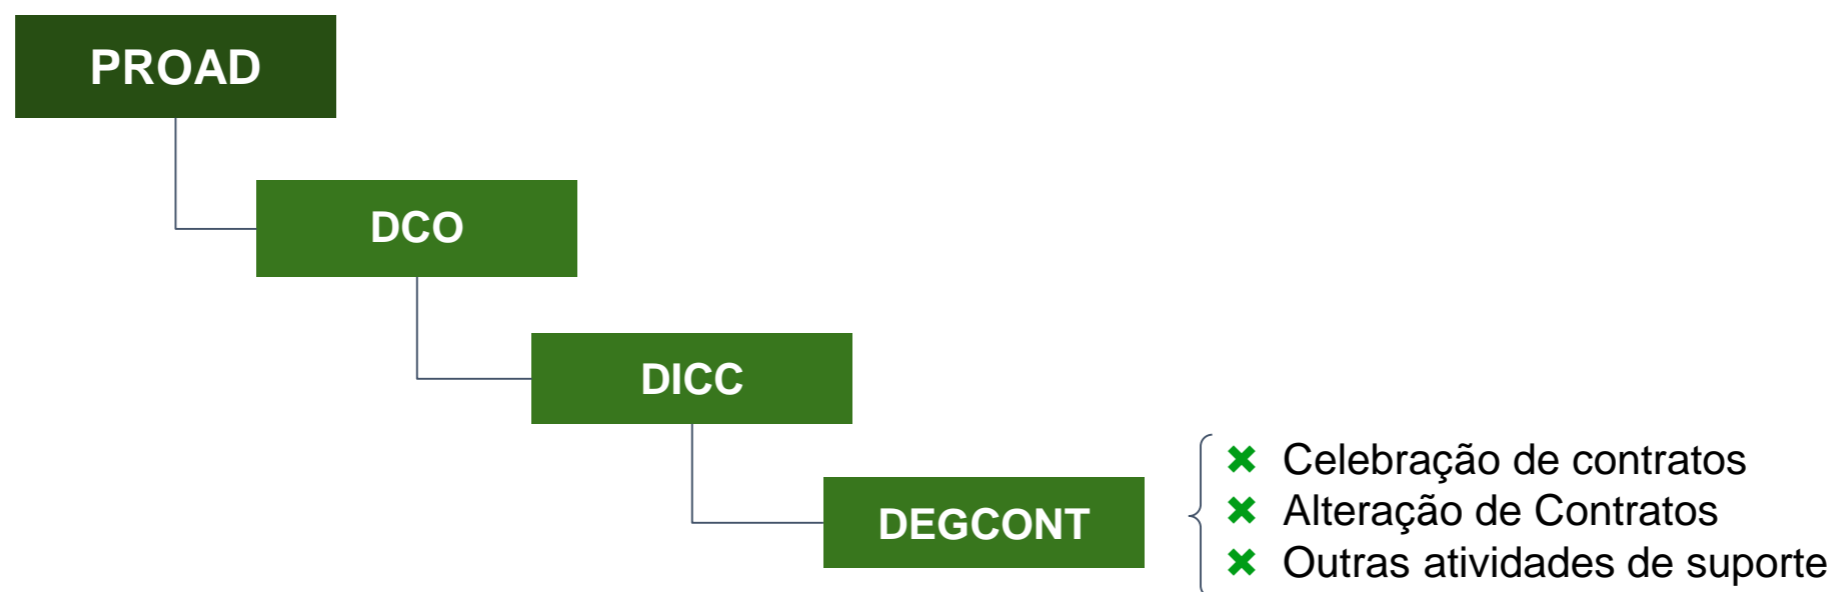 PROAD
DCO
DICC
DEGCONT
Celebração de contratos
Alteração de Contratos
Outras atividades de suporte